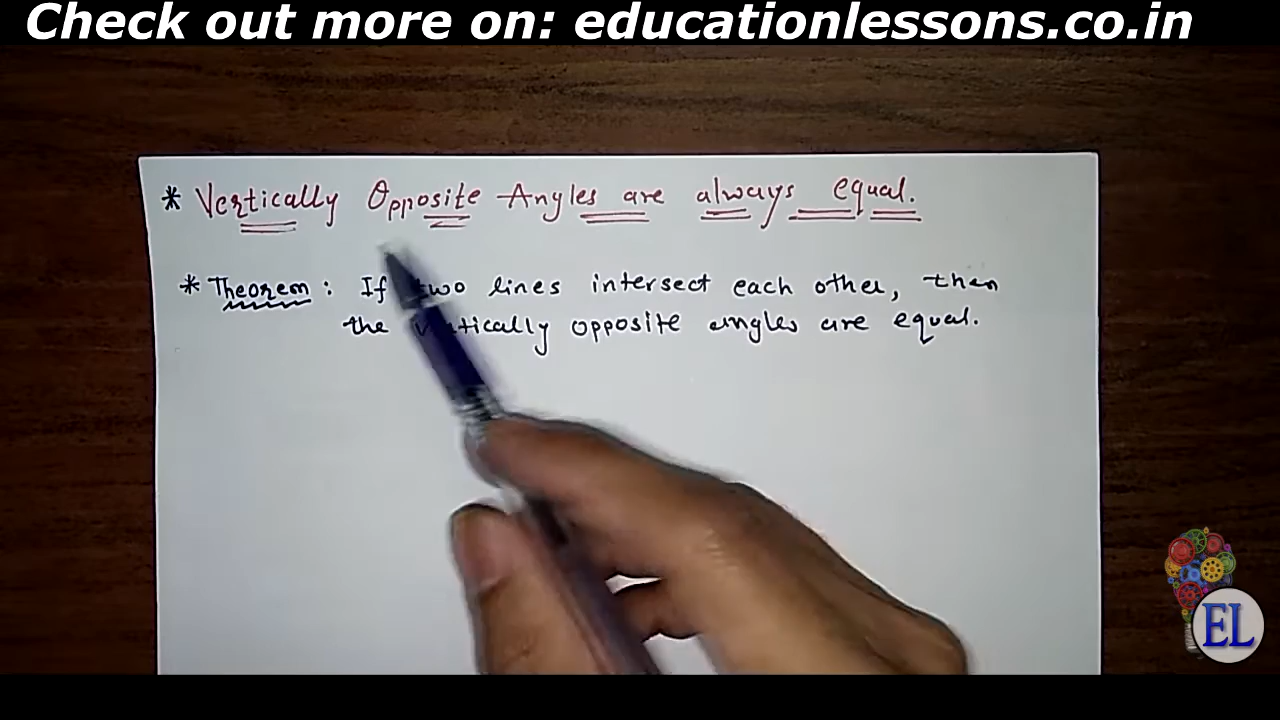 Check out more on: educationlessons.co.in
* Vertically Opposite Angles are always equal.
* Theorem : If two lines intersect each other, then
the vertically opposite angles are equal.
EL